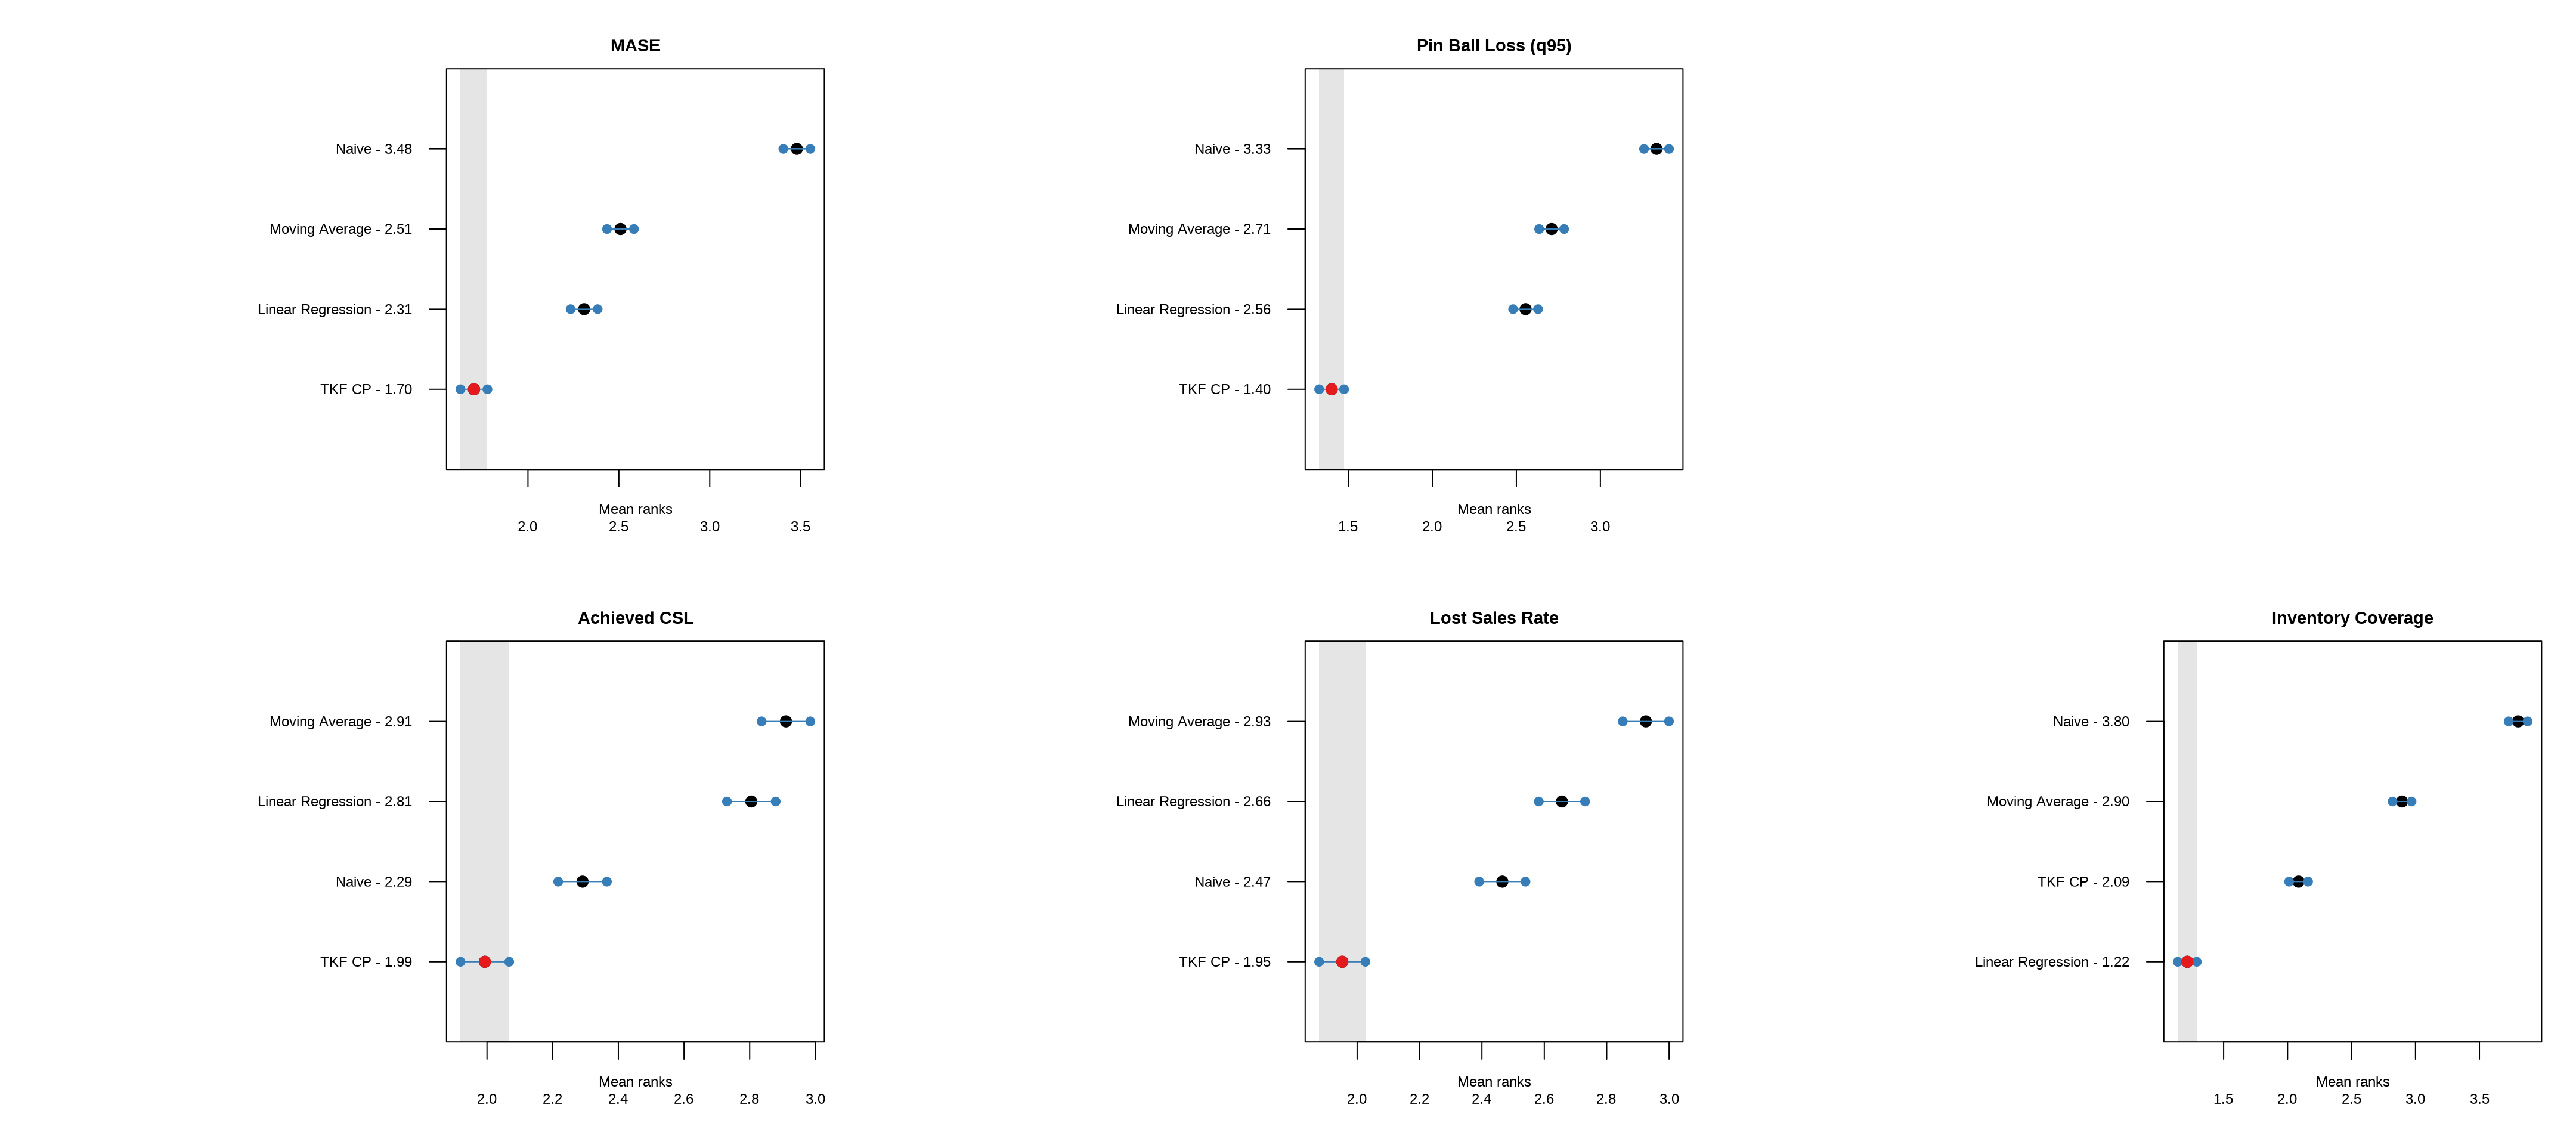 MASE
Naive - 3.48
Moving Average - 2.51
Linear Regression - 2.31
TKF CP - 1.70
Mean ranks
2.0 2.5 3.0 3.5
Pin Ball Loss (q95)
Naive - 3.33
Moving Average - 2.71
Linear Regression - 2.56
TKF CP - 1.40
Mean ranks
1.5 2.0 2.5 3.0
Achieved CSL
Moving Average - 2.91
Linear Regression - 2.81
Naive - 2.29
TKF CP - 1.99
Mean ranks
2.0 2.2 2.4 2.6 2.8 3.0
Lost Sales Rate
Moving Average - 2.93
Linear Regression - 2.66
Naive - 2.47
TKF CP - 1.95
Mean ranks
2.0 2.2 2.4 2.6 2.8 3.0
Inventory Coverage
Naive - 3.80
Moving Average - 2.90
TKF CP - 2.09
Linear Regression - 1.22
Mean ranks
1.5 2.0 2.5 3.0 3.5